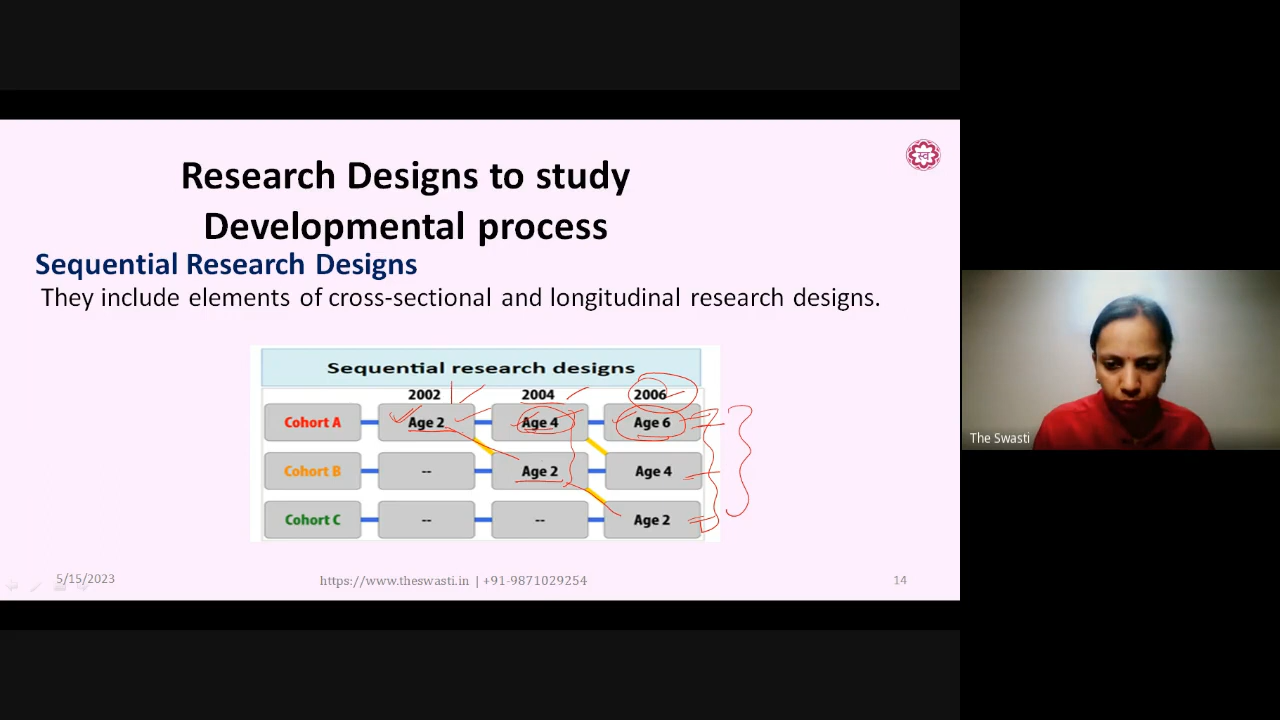 Research Designs to study
Developmental process
स्व
Sequential Research Designs
They include elements of cross-sectional and longitudinal research designs.
Sequential research designs
2002 2004 2006
Cohort A Age 2 Age 4 Age 6
Cohort B -- Age 2 Age 4
Cohort C -- -- Age 2
The Swasti
5/15/2023 https://www.theswasti.in | +91-9871029254 14